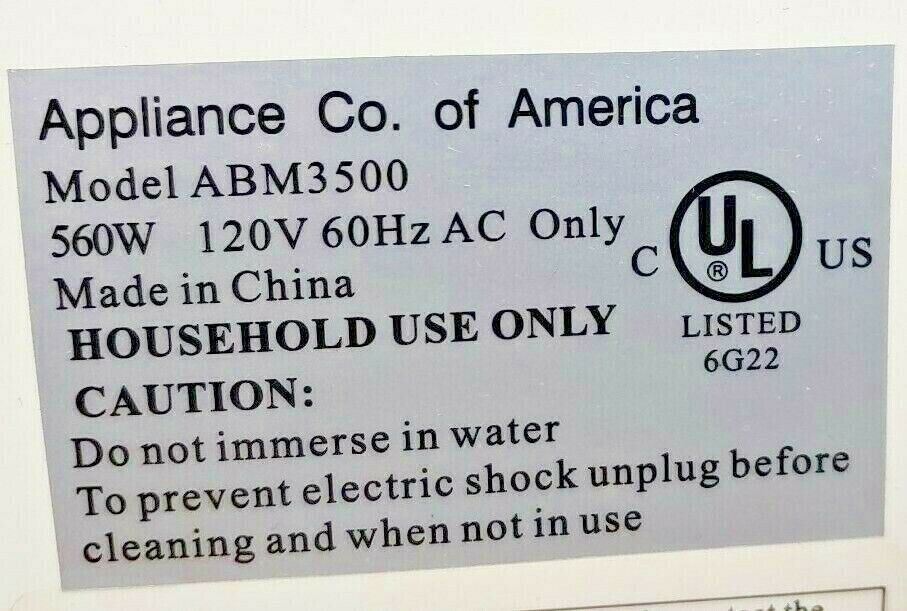 Appliance Co. of America
Model ABM3500
560W 120V 60Hz AC Only
C UL® US
LISTED
6G22
Made in China
HOUSEHOLD USE ONLY
CAUTION:
Do not immerse in water
To prevent electric shock unplug before
cleaning and when not in use
the